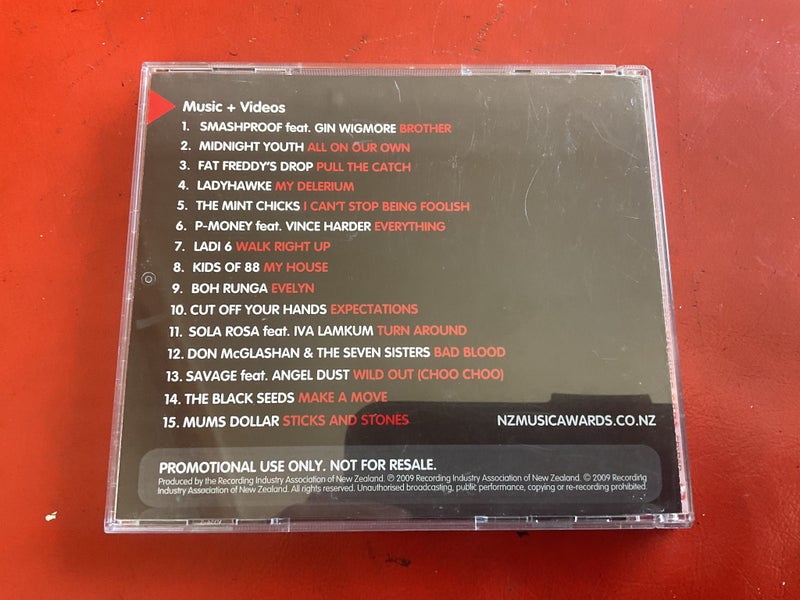 Music + Videos
1. SMASHPROOF feat. GIN WIGMORE BROTHER
2. MIDNIGHT YOUTH ALL ON OUR OWN
3. FAT FREDDY'S DROP PULL THE CATCH
4. LADYHAWKE MY DELERIUM
5. THE MINT CHICKS I CAN'T STOP BEING FOOLISH
6. P-MONEY feat. VINCE HARDER EVERYTHING
7. LADI 6 WALK RIGHT UP
8. KIDS OF 88 MY HOUSE
9. BOH RUNGA EVELYN
10. CUT OFF YOUR HANDS EXPECTATIONS
11. SOLA ROSA feat. IVA LAMKUM TURN AROUND
12. DON McGLASHAN & THE SEVEN SISTERS BAD BLOOD
13. SAVAGE feat. ANGEL DUST WILD OUT (CHOO CHOO)
14. THE BLACK SEEDS MAKE A MOVE
15. MUMS DOLLAR STICKS AND STONES
NZMUSICAWARDS.CO.NZ
PROMOTIONAL USE ONLY. NOT FOR RESALE.
Produced by the Recording Industry Association of New Zealand. ℗ 2009 Recording Industry Association of New Zealand. © 2009 Recording
Industry Association of New Zealand. All rights reserved. Unauthorised broadcasting, public performance, copying or re-recording prohibited.